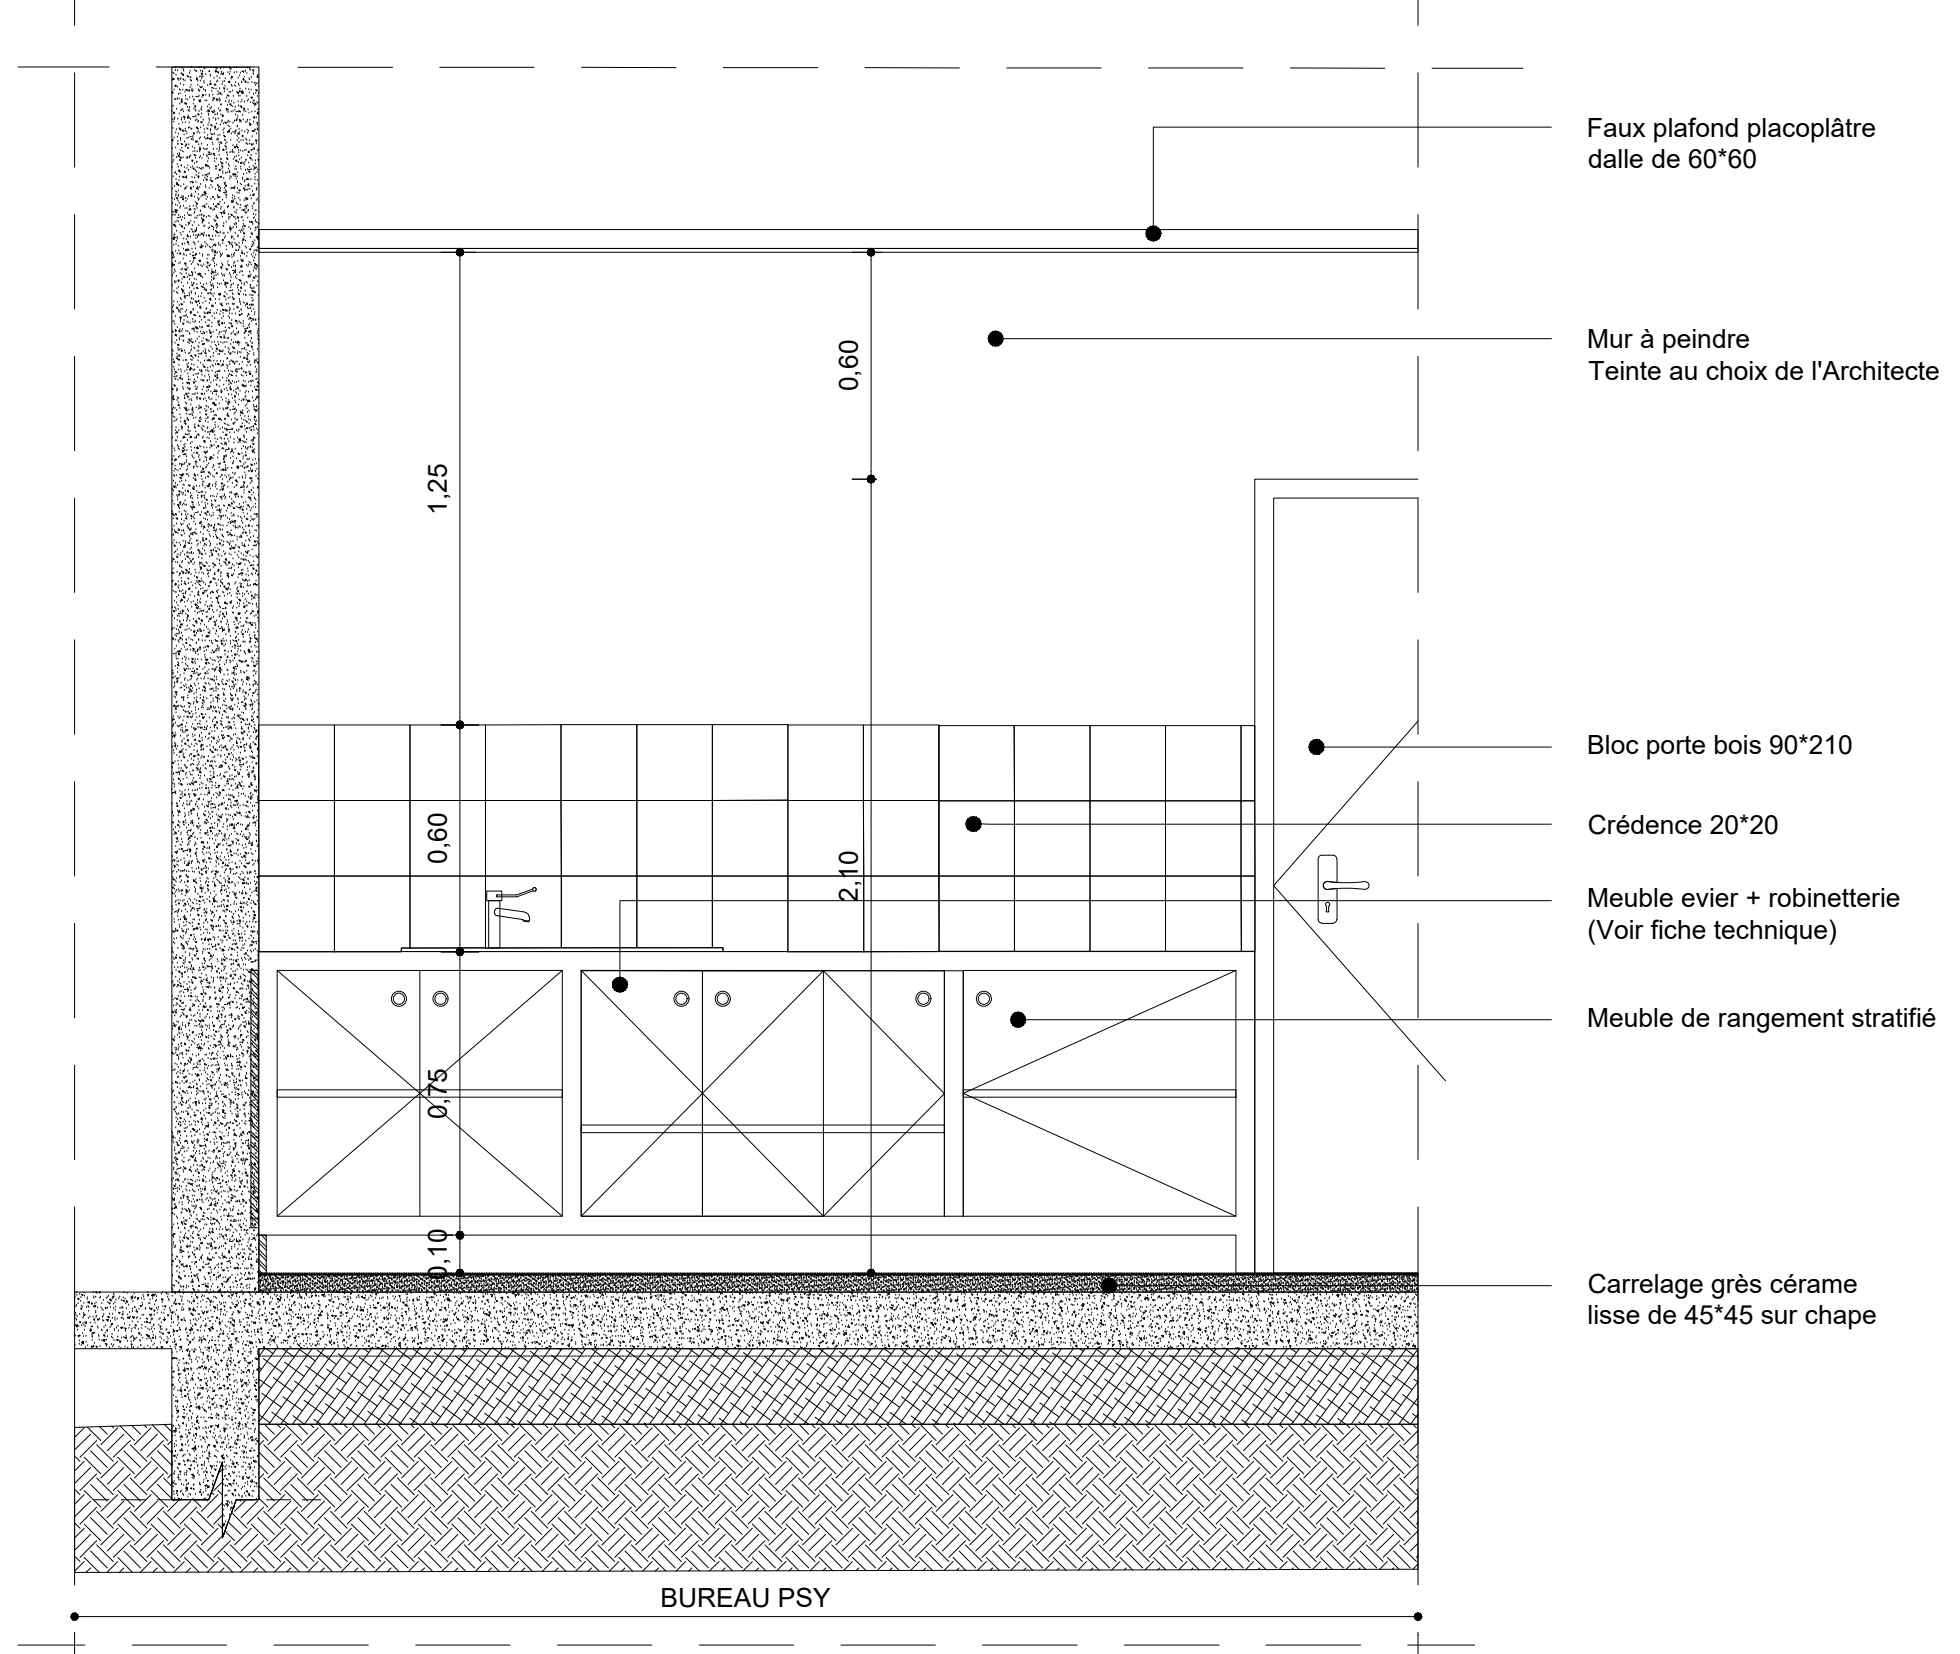 Faux plafond placoplâtre
dalle de 60*60
Mur à peindre
Teinte au choix de l'Architecte
0,60
1,25
Bloc porte bois 90*210
Crédence 20*20
0,60
2,10
Meuble evier + robinetterie
(Voir fiche technique)
Meuble de rangement stratifié
0,75
0,10
Carrelage grès cérame
lisse de 45*45 sur chape
BUREAU PSY